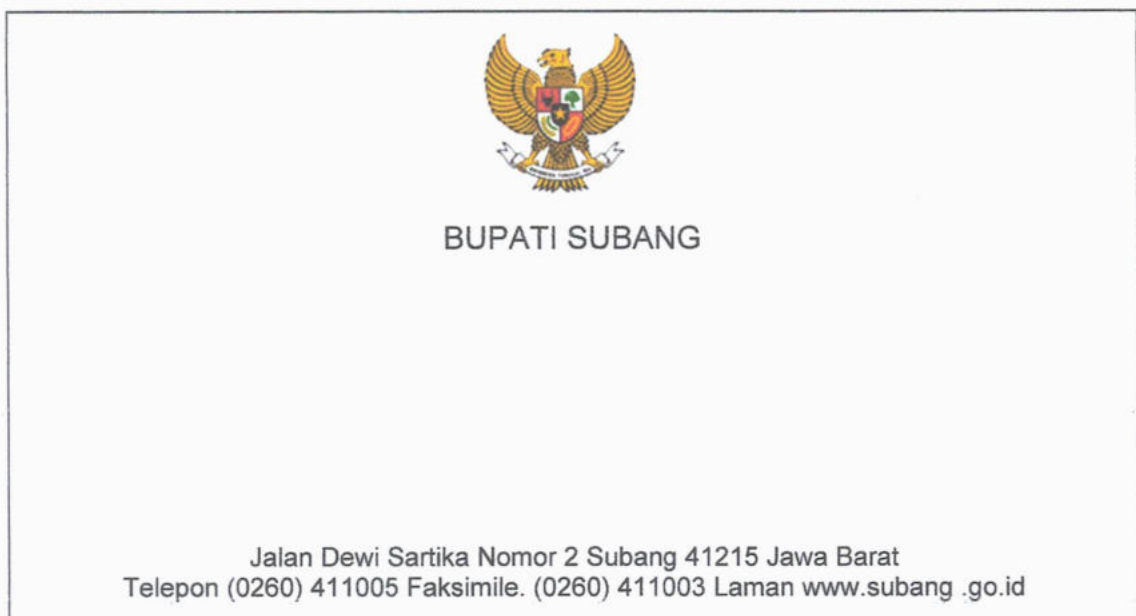 BUPATI SUBANG
Jalan Dewi Sartika Nomor 2 Subang 41215 Jawa Barat
Telepon (0260) 411005 Faksimile. (0260) 411003 Laman www.subang .go.id